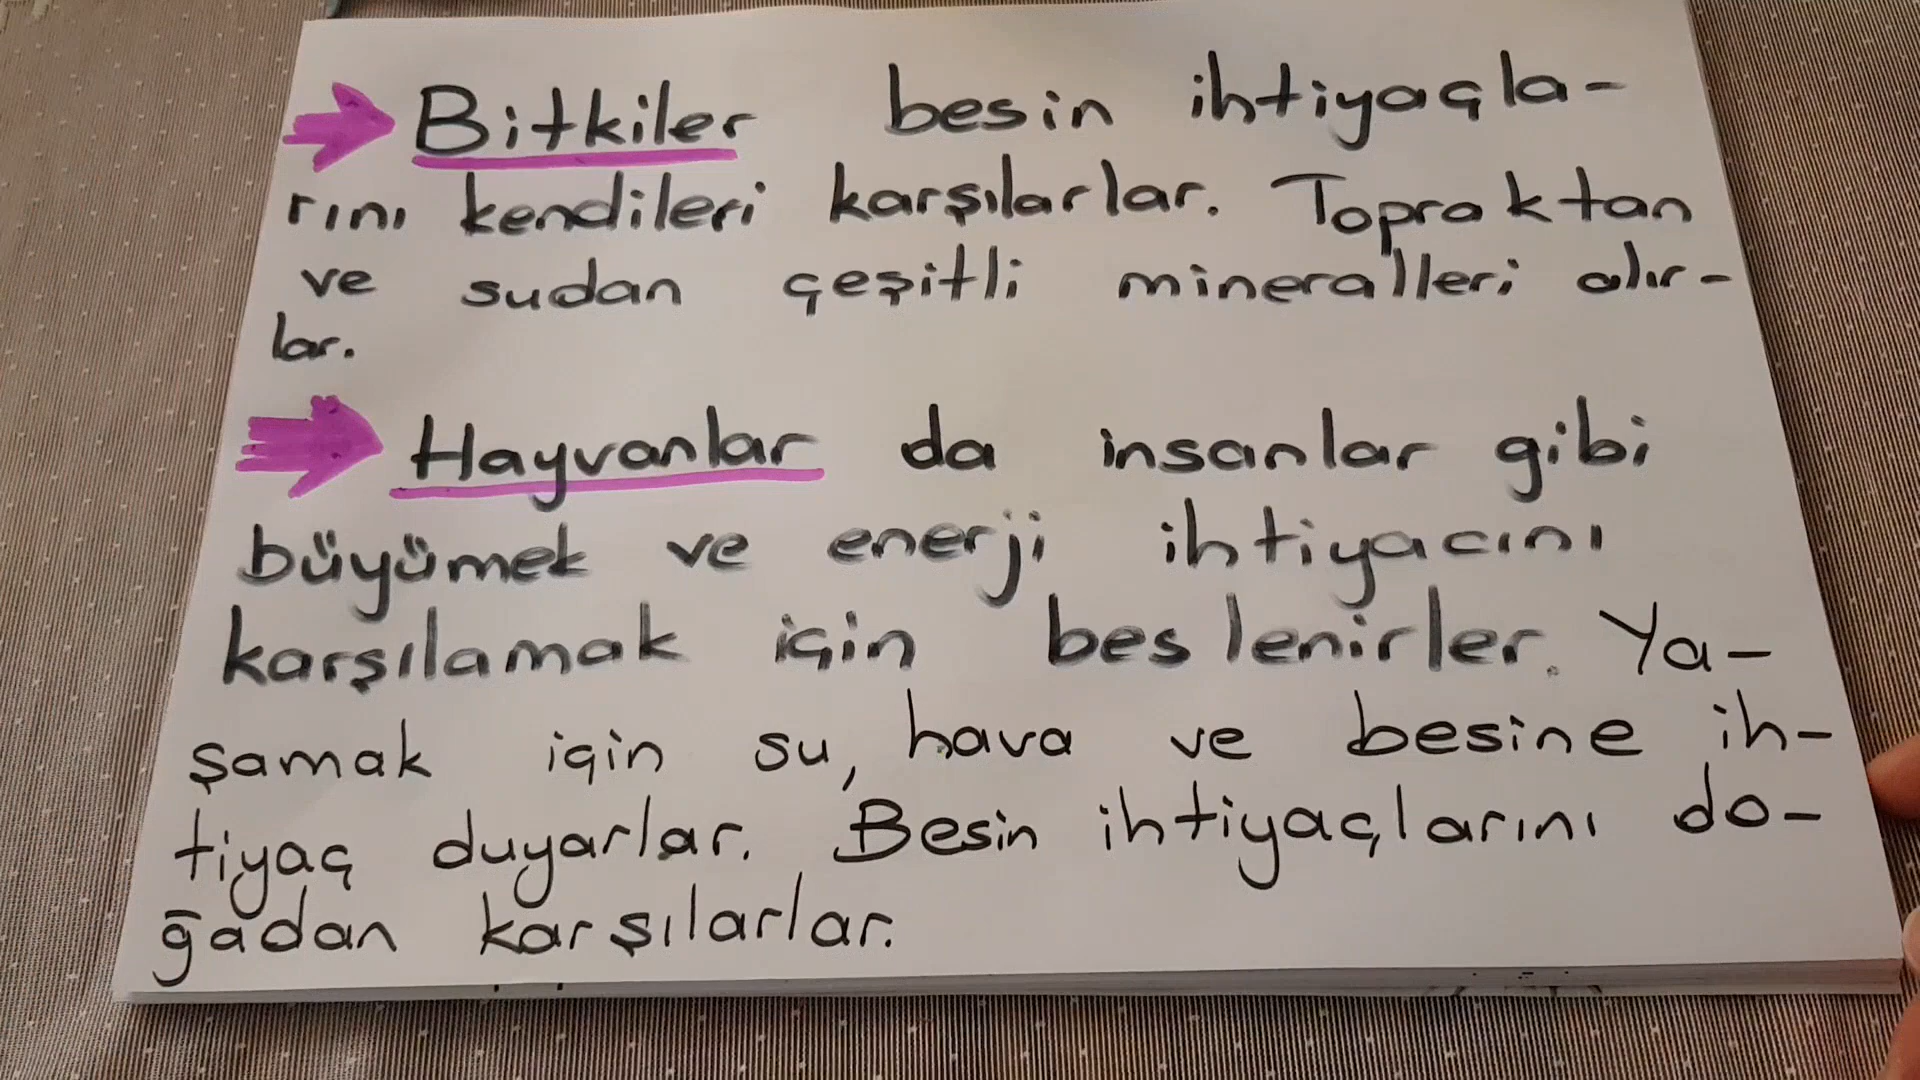 Bitkiler besin ihtiyaçla-
rını kendileri karşılarlar. Topraktan
ve sudan çeşitli mineralleri alır-
lar.
Hayvanlar da insanlar gibi
büyümek ve enerji ihtiyacını
karşılamak için beslenirler. Ya-
şamak için su, hava ve besine ih-
tiyaç duyarlar. Besin ihtiyaçlarını do-
ğadan karşılarlar.